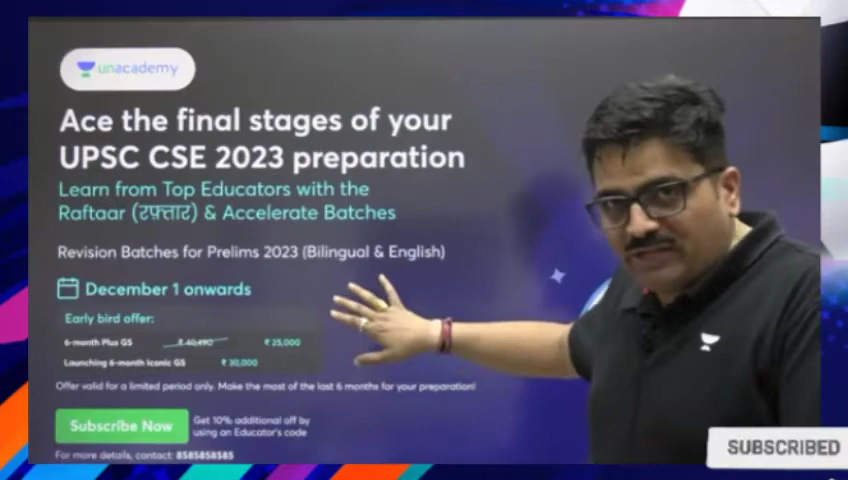 unacademy
Ace the final stages of your
UPSC CSE 2023 preparation
Learn from Top Educators with the
Raftaar (रफ़्तार) & Accelerate Batches
Revision Batches for Prelims 2023 (Bilingual & English)
December 1 onwards
Early bird offer:
6-month Plus GS ₹ 40,490 ₹ 25,000
Launching 6-month Iconic GS ₹ 30,000
Offer valid for a limited period only. Make the most of the last 6 months for your preparation!
Subscribe Now
Get 10% additional off by
using an Educator's code
For more details, contact: 8585858585
SUBSCRIBED